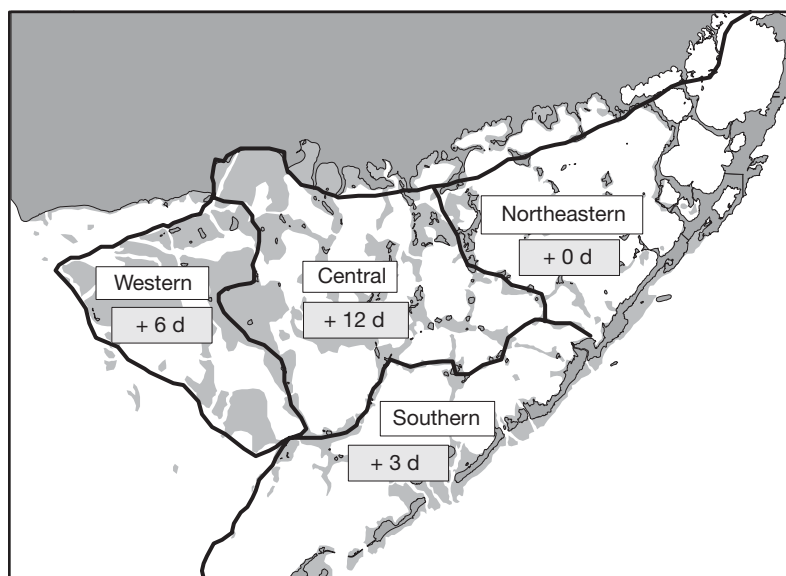 Northeastern
+ 0 d
Western
+ 6 d
Central
+ 12 d
Southern
+ 3 d